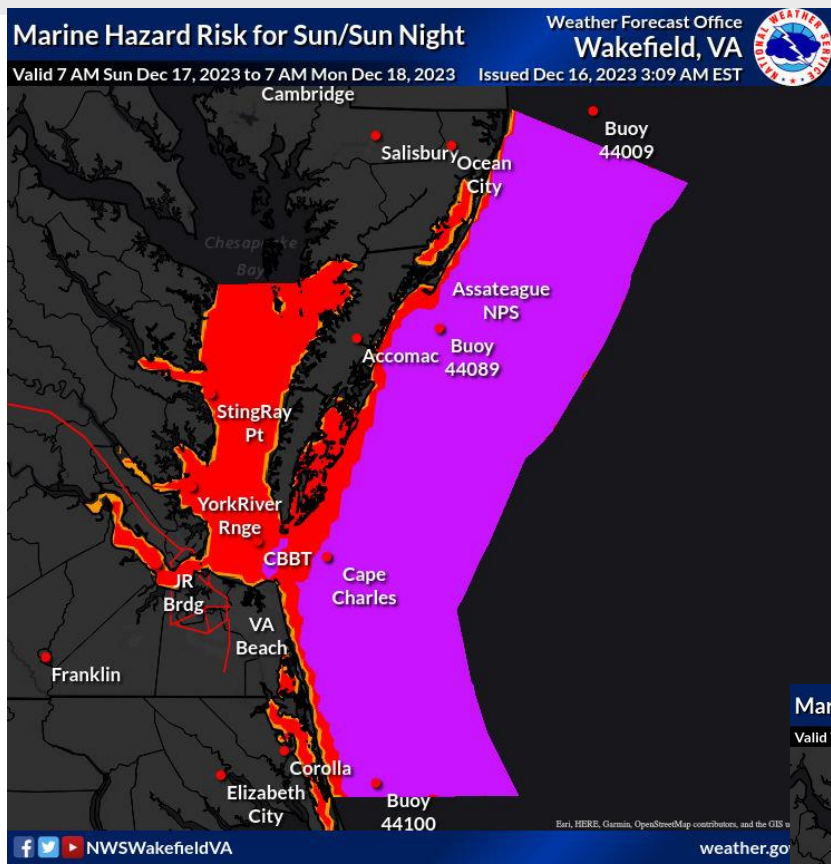 Marine Hazard Risk for Sun/Sun Night
Weather Forecast Office
Wakefield, VA
Valid 7 AM Sun Dec 17, 2023 to 7 AM Mon Dec 18, 2023
Issued Dec 16, 2023 3:09 AM EST
NATIONAL WEATHER SERVICE
Cambridge
Buoy
44009
Salisbury
Ocean
City
Chesapeake
Bay
Assateague
NPS
Accomac
Buoy
44089
StingRay
Pt
YorkRiver
Rnge
CBBT
Cape
Charles
JR
Brdg
VA
Beach
Franklin
Mar
Valid
Corolla
Elizabeth
City
Buoy
44100
Esri, HERE, Garmin, OpenStreetMap contributors, and the GIS u
NWSWakefieldVA
weather.go